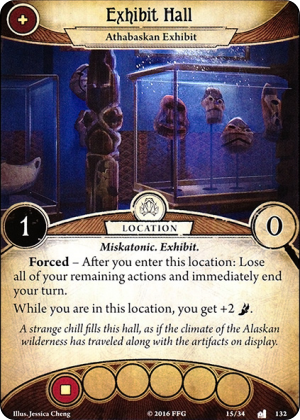 Exhibit Hall
Athabaskan Exhibit
1
LOCATION
0
Miskatonic. Exhibit.
Forced – After you enter this location: Lose
all of your remaining actions and immediately end
your turn.
While you are in this location, you get +2 .
A strange chill fills this hall, as if the climate of the Alaskan
wilderness has traveled along with the artifacts on display.
Illus. Jessica Cheng
© 2016 FFG
15/34
132